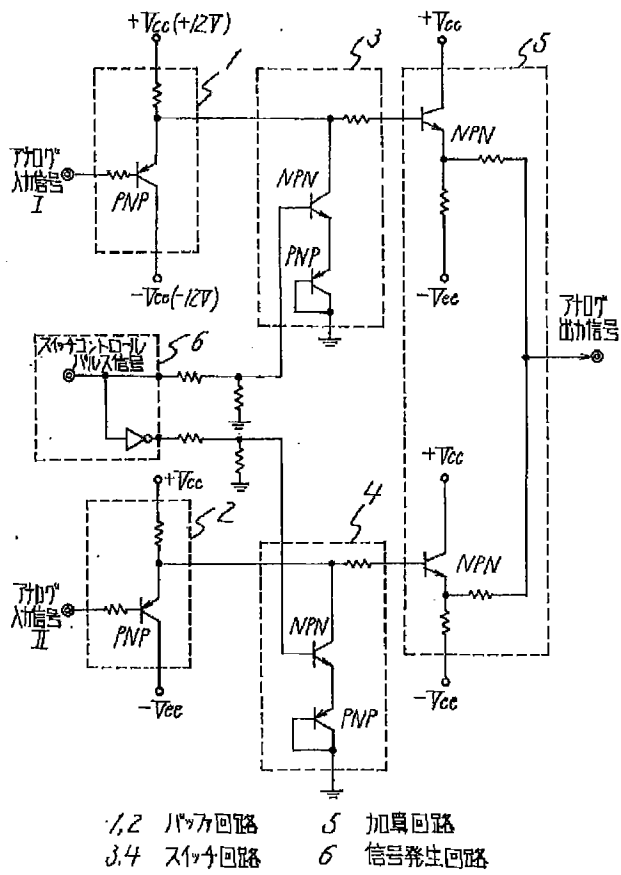 +Vcc(+12V)
1
アナログ
入力信号
I
PNP
-Vee(-12V)
3
NPN
PNP
+Vcc
5
NPN
-Vee
アナログ
出力信号
スイッチコントロール
パルス信号
6
+Vcc
2
アナログ
入力信号
II
PNP
-Vee
4
NPN
PNP
+Vcc
NPN
-Vee
1,2 バッファ回路
5 加算回路
3,4 スイッチ回路
6 信号発生回路